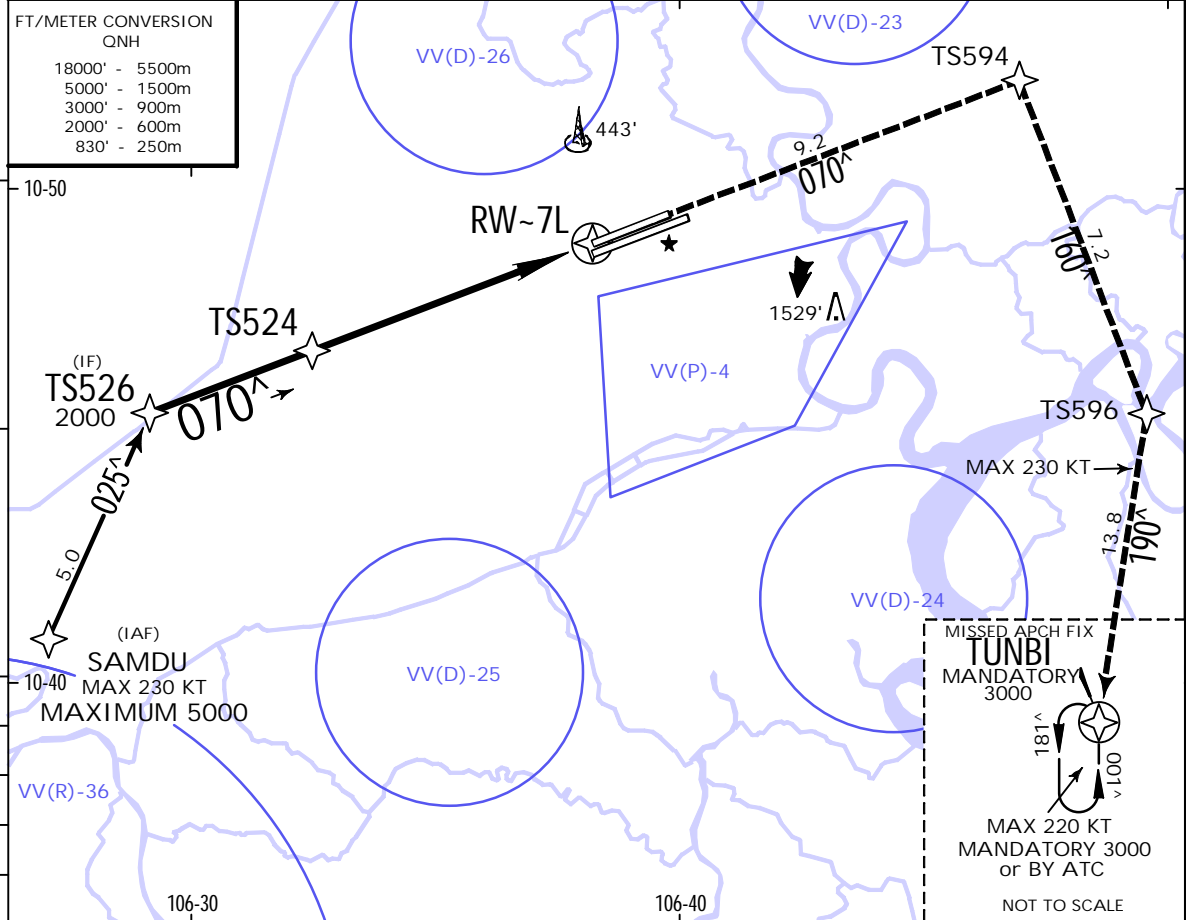 FT/METER CONVERSION
QNH
18000' - 5500m
5000' - 1500m
3000' - 900m
2000' - 600m
830' - 250m
VV(D)-26
VV(D)-23
TS594
443'
9.2
070^
10-50
RW~7L
7.2
160^
TS524
1529'
(IF)
TS526
2000
070^
VV(P)-4
TS596
MAX 230 KT
025^
5.0
13.8
190^
VV(D)-24
(IAF)
SAMDU
MAX 230 KT
MAXIMUM 5000
10-40
VV(D)-25
MISSED APCH FIX
TUNBI
MANDATORY
3000
181^
001^
VV(R)-36
MAX 220 KT
MANDATORY 3000
or BY ATC
106-30
106-40
NOT TO SCALE